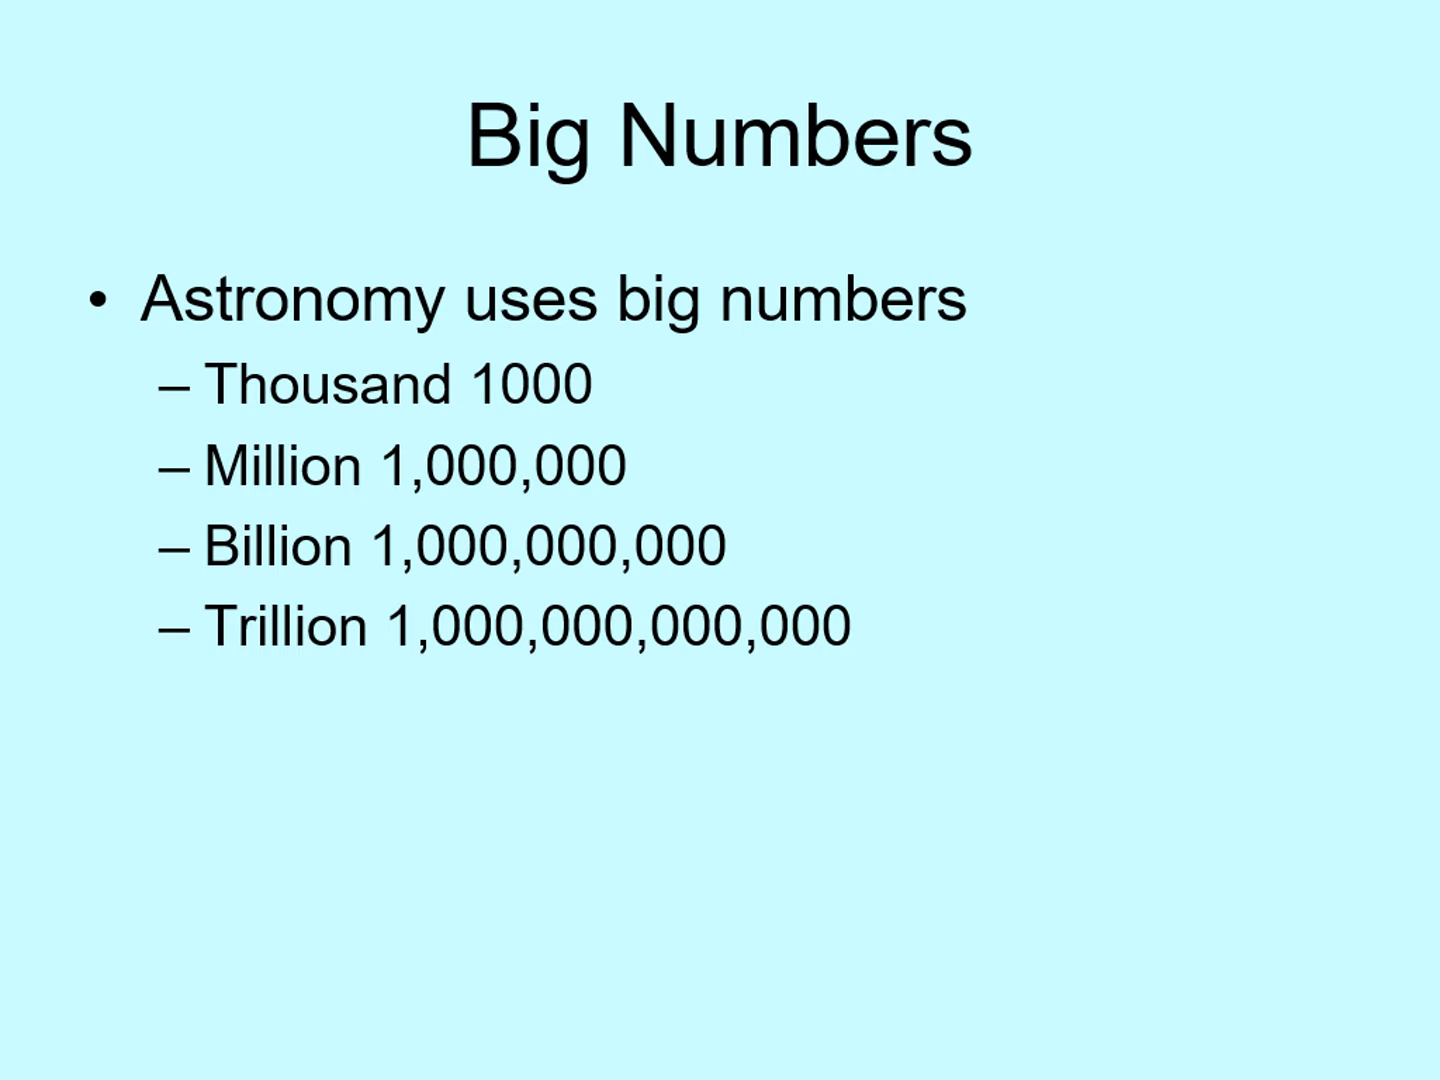 Big Numbers
• Astronomy uses big numbers
– Thousand 1000
– Million 1,000,000
– Billion 1,000,000,000
– Trillion 1,000,000,000,000